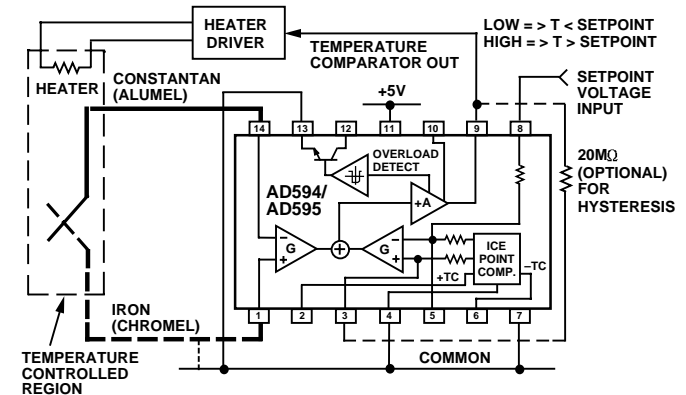 HEATER
DRIVER
LOW = > T < SETPOINT
HIGH = > T > SETPOINT
TEMPERATURE
COMPARATOR OUT
HEATER
CONSTANTAN
(ALUMEL)
+5V
SETPOINT
VOLTAGE
INPUT
14
13
12
11
10
9
8
20MΩ
(OPTIONAL)
FOR
HYSTERESIS
OVERLOAD
DETECT
AD594/
AD595
+A
–
G
+
–
G
+
ICE
POINT
COMP.
+TC
–TC
IRON
(CHROMEL)
1
2
3
4
5
6
7
COMMON
TEMPERATURE
CONTROLLED
REGION